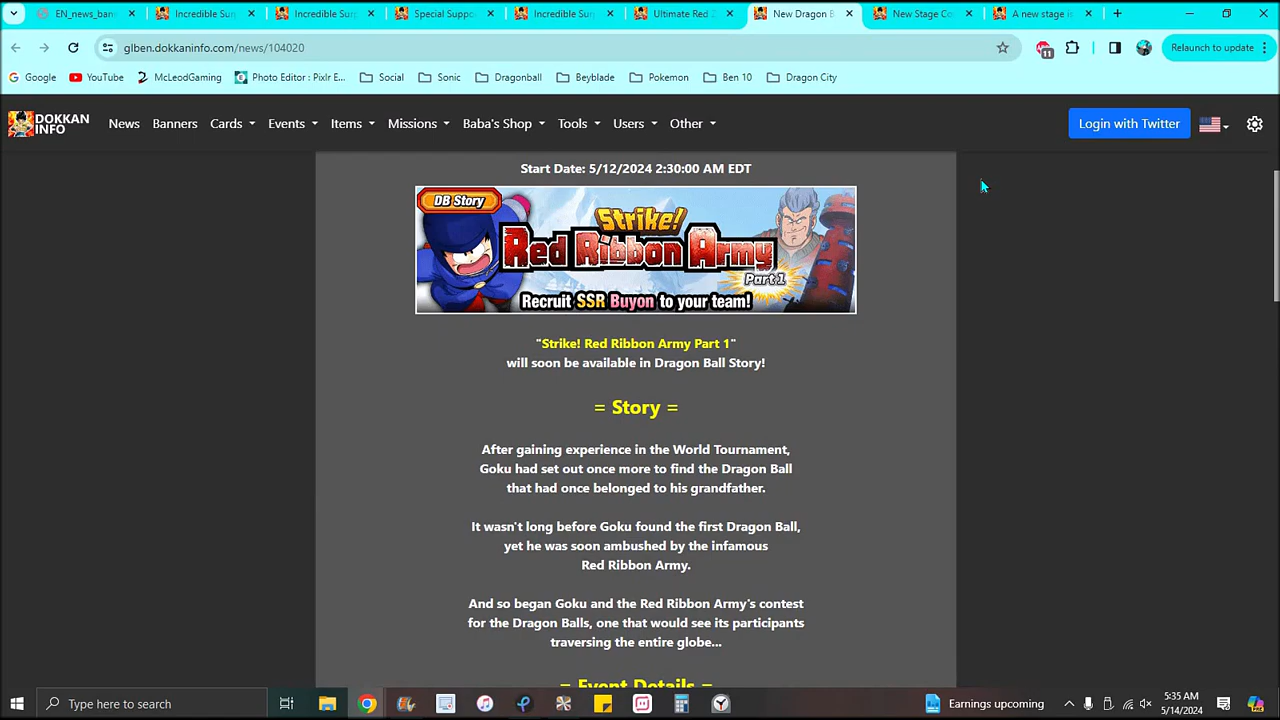 EN_news_ban
Incredible Sur
Incredible Sur
Special Suppo
Incredible Sur
Ultimate Red Z
New Dragon B
New Stage Co
A new stage is
glben.dokkaninfo.com/news/104020
Relaunch to update
11
Google
YouTube
McLeodGaming
Photo Editor : Pixlr E...
Social
Sonic
Dragonball
Beyblade
Pokemon
Ben 10
Dragon City
DOKKAN
INFO
News
Banners
Cards
Events
Items
Missions
Baba's Shop
Tools
Users
Other
Login with Twitter
Start Date: 5/12/2024 2:30:00 AM EDT
DB Story
Strike!
Red Ribbon Army
Part 1
Recruit SSR Buyon to your team!
"Strike! Red Ribbon Army Part 1"
will soon be available in Dragon Ball Story!
= Story =
After gaining experience in the World Tournament,
Goku had set out once more to find the Dragon Ball
that had once belonged to his grandfather.
It wasn't long before Goku found the first Dragon Ball,
yet he was soon ambushed by the infamous
Red Ribbon Army.
And so began Goku and the Red Ribbon Army's contest
for the Dragon Balls, one that would see its participants
traversing the entire globe...
= Event Details =
Type here to search
Earnings upcoming
5:35 AM
5/14/2024